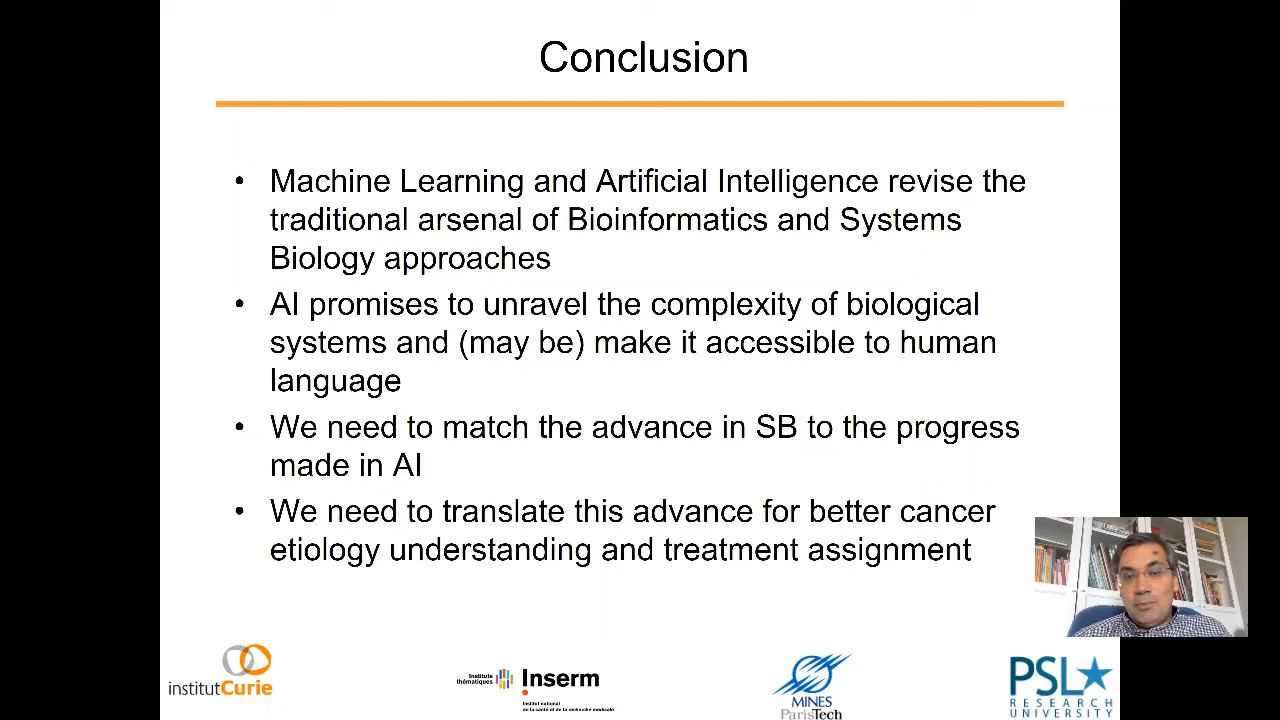 Conclusion
• Machine Learning and Artificial Intelligence revise the
traditional arsenal of Bioinformatics and Systems
Biology approaches
• AI promises to unravel the complexity of biological
systems and (may be) make it accessible to human
language
• We need to match the advance in SB to the progress
made in AI
• We need to translate this advance for better cancer
etiology understanding and treatment assignment
institutCurie
Instituts
thématiques
Inserm
Institut national
de la santé et de la recherche médicale
MINES
ParisTech
PSL
RESEARCH
UNIVERSITY